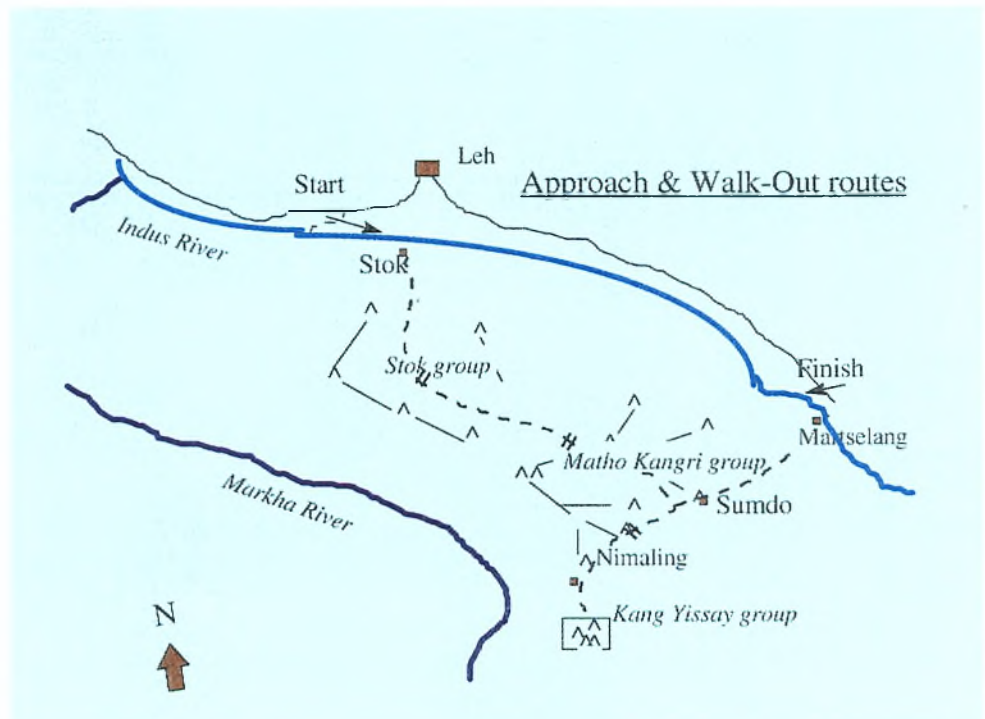 Leh
Start
Approach & Walk-Out routes
Indus River
Stok
Stok group
Finish
Martselang
Matho Kangri group
Markha River
Sumdo
Nimaling
N
Kang Yissay group